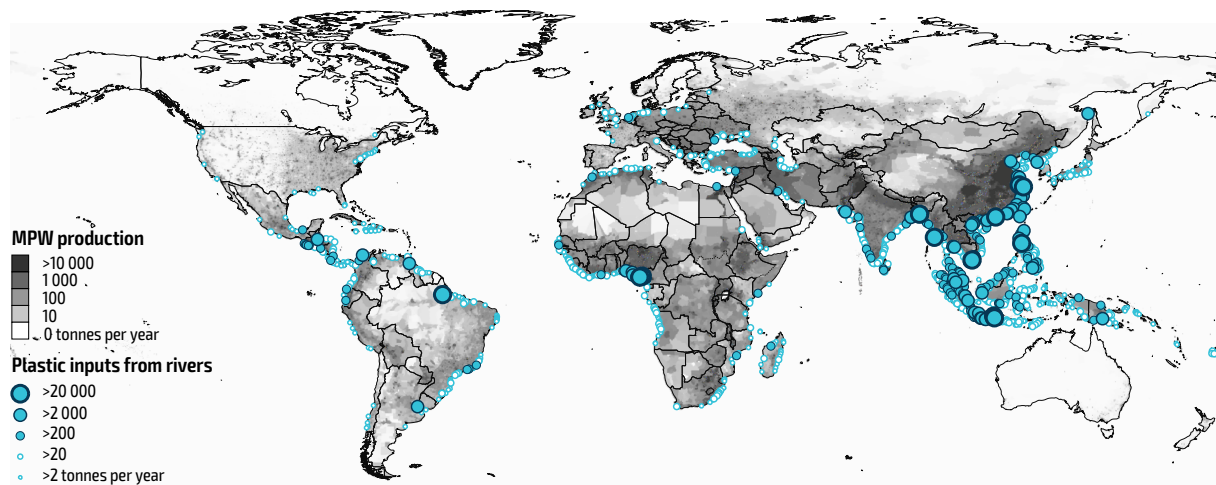 MPW production
>10 000
1 000
100
10
0 tonnes per year
Plastic inputs from rivers
>20 000
>2 000
>200
>20
>2 tonnes per year